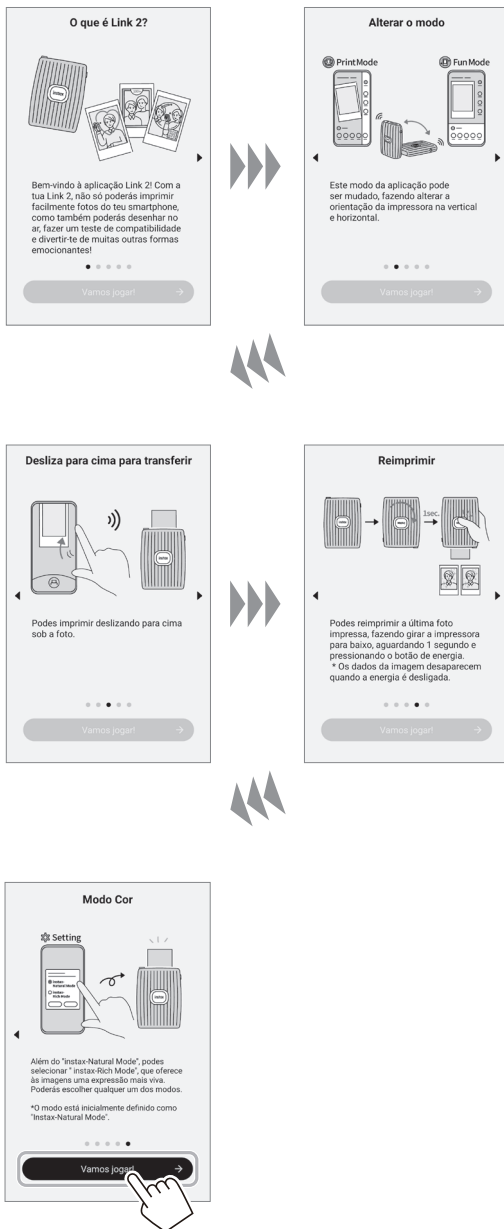 O que é Link 2?
instax
Bem-vindo à aplicação Link 2! Com a
tua Link 2, não só poderás imprimir
facilmente fotos do teu smartphone,
como também poderás desenhar no
ar, fazer um teste de compatibilidade
e divertir-te de muitas outras formas
emocionantes!
Vamos jogar!
Alterar o modo
Print Mode
Fun Mode
Este modo da aplicação pode
ser mudado, fazendo alterar a
orientação da impressora na vertical
e horizontal.
Vamos jogar!
Desliza para cima para transferir
instax
Podes imprimir deslizando para cima
sob a foto.
Vamos jogar!
Reimprimir
1sec.
Podes reimprimir a última foto
impressa, fazendo girar a impressora
para baixo, aguardando 1 segundo e
pressionando o botão de energia.
* Os dados da imagem desaparecem
quando a energia é desligada.
Vamos jogar!
Modo Cor
Setting
instax-
Natural Mode
instax-
Rich Mode
instax
Além do "instax-Natural Mode", podes
selecionar " instax-Rich Mode", que oferece
às imagens uma expressão mais viva.
Poderás escolher qualquer um dos modos.
*O modo está inicialmente definido como
"Instax-Natural Mode".
Vamos jogar!